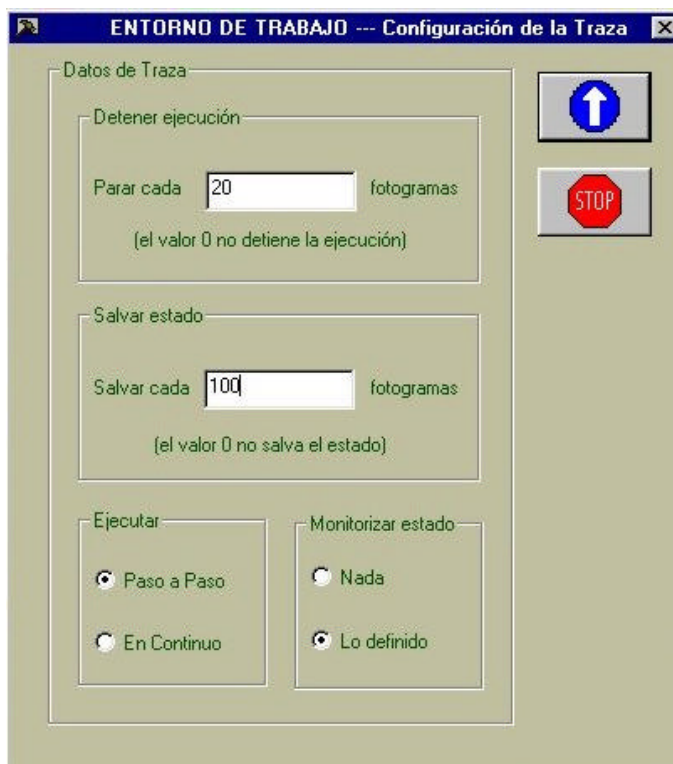 ENTORNO DE TRABAJO --- Configuración de la Traza
Datos de Traza
Detener ejecución
Parar cada 20 fotogramas
(el valor 0 no detiene la ejecución)
Salvar estado
Salvar cada 100 fotogramas
(el valor 0 no salva el estado)
Ejecutar
Paso a Paso
En Continuo
Monitorizar estado
Nada
Lo definido
STOP